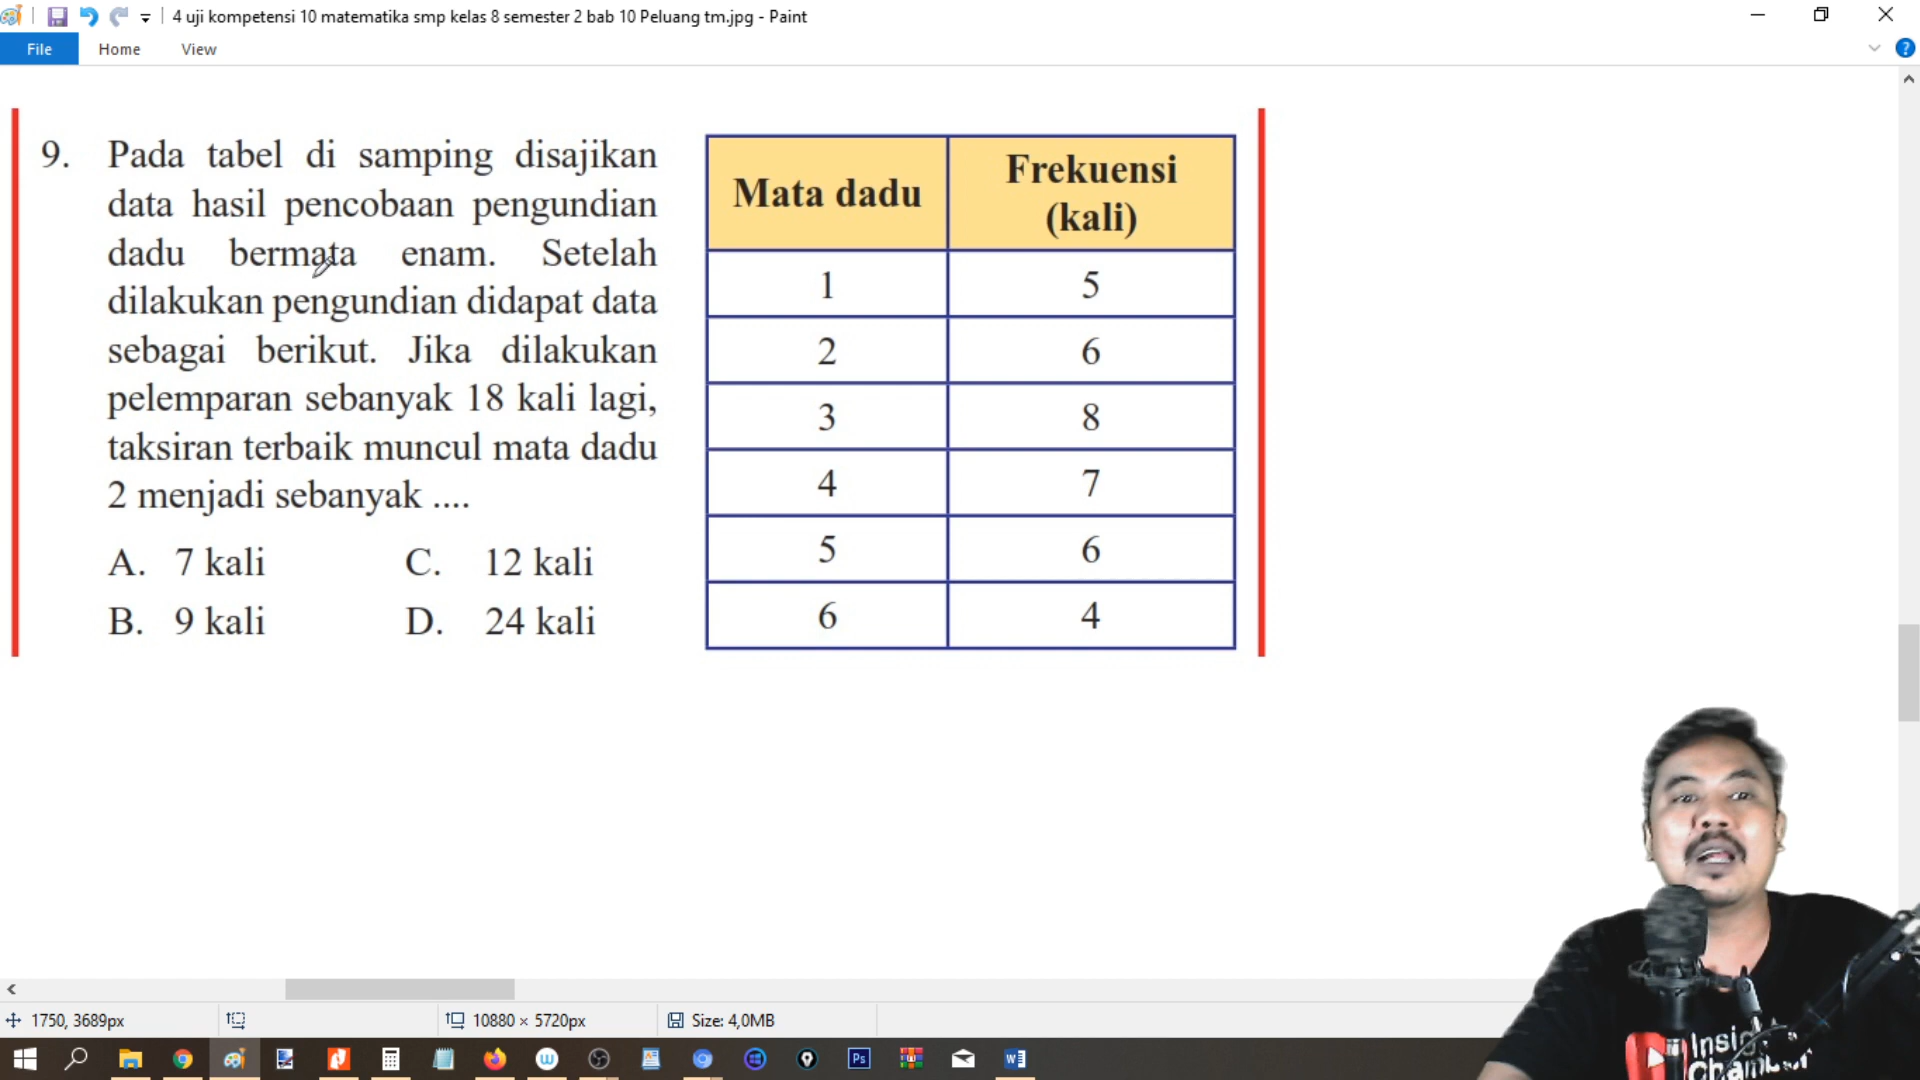 4 uji kompetensi 10 matematika smp kelas 8 semester 2 bab 10 Peluang tm.jpg - Paint
File Home View
9. Pada tabel di samping disajikan
data hasil pencobaan pengundian
dadu bermata enam. Setelah
dilakukan pengundian didapat data
sebagai berikut. Jika dilakukan
pelemparan sebanyak 18 kali lagi,
taksiran terbaik muncul mata dadu
2 menjadi sebanyak ....
A. 7 kali C. 12 kali
B. 9 kali D. 24 kali
Mata dadu Frekuensi
(kali)
1 5
2 6
3 8
4 7
5 6
6 4
1750, 3689px 10880 × 5720px Size: 4,0MB
Ps
Chamber